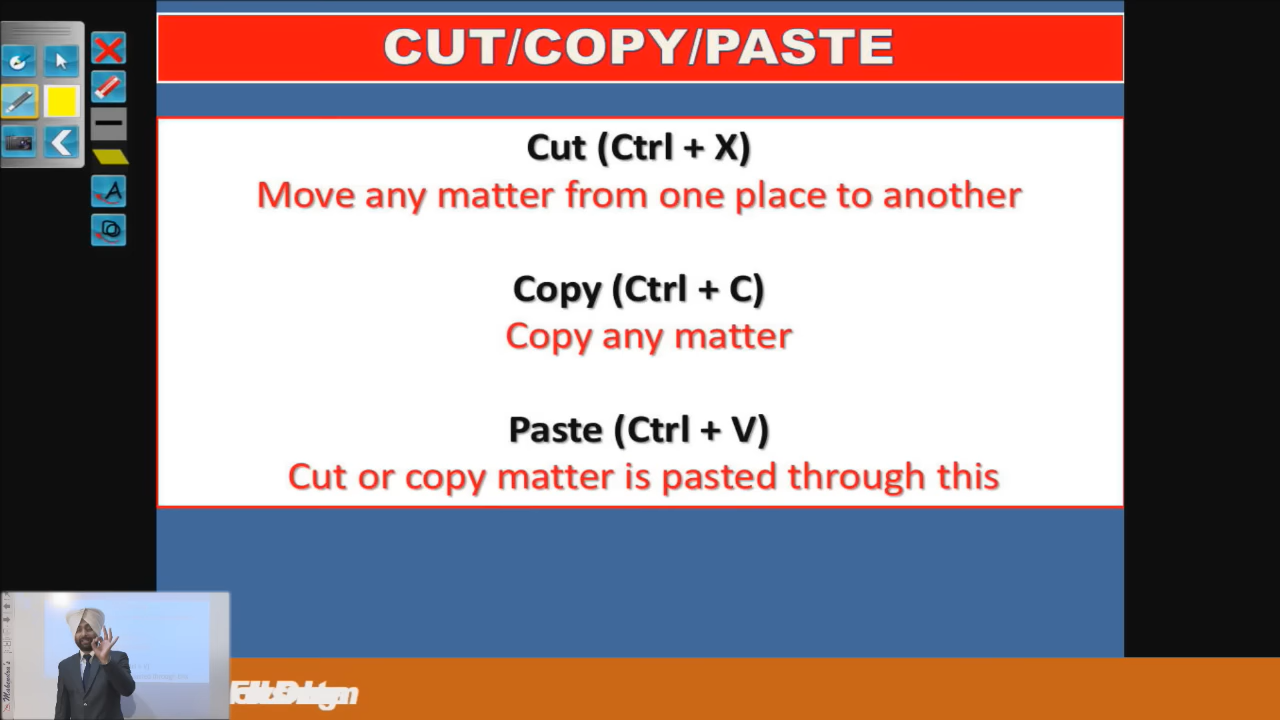 CUT/COPY/PASTE
Cut (Ctrl + X)
Move any matter from one place to another
Copy (Ctrl + C)
Copy any matter
Paste (Ctrl + V)
Cut or copy matter is pasted through this